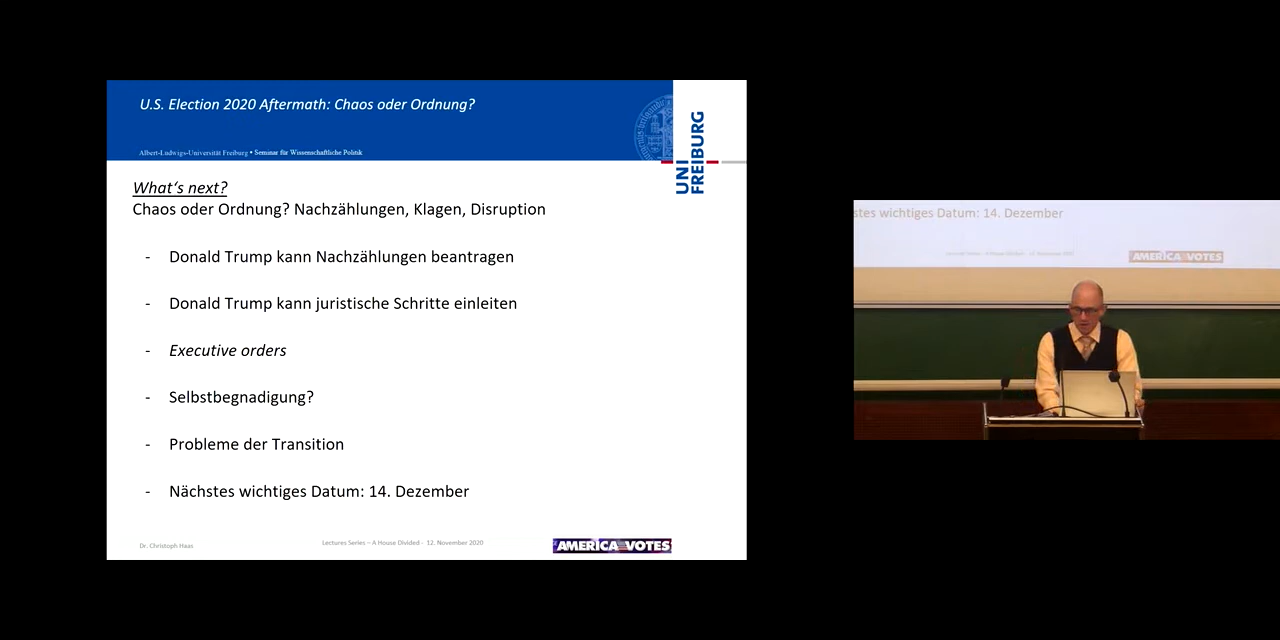 U.S. Election 2020 Aftermath: Chaos oder Ordnung?
Albert-Ludwigs-Universität Freiburg • Seminar für Wissenschaftliche Politik
UNI
FREIBURG
What's next?
Chaos oder Ordnung? Nachzählungen, Klagen, Disruption
- Donald Trump kann Nachzählungen beantragen
- Donald Trump kann juristische Schritte einleiten
- Executive orders
- Selbstbegnadigung?
- Probleme der Transition
- Nächstes wichtiges Datum: 14. Dezember
Dr. Christoph Haas
Lectures Series – A House Divided - 12. November 2020
AMERICA VOTES
stes wichtiges Datum: 14. Dezember
AMERICA VOTES